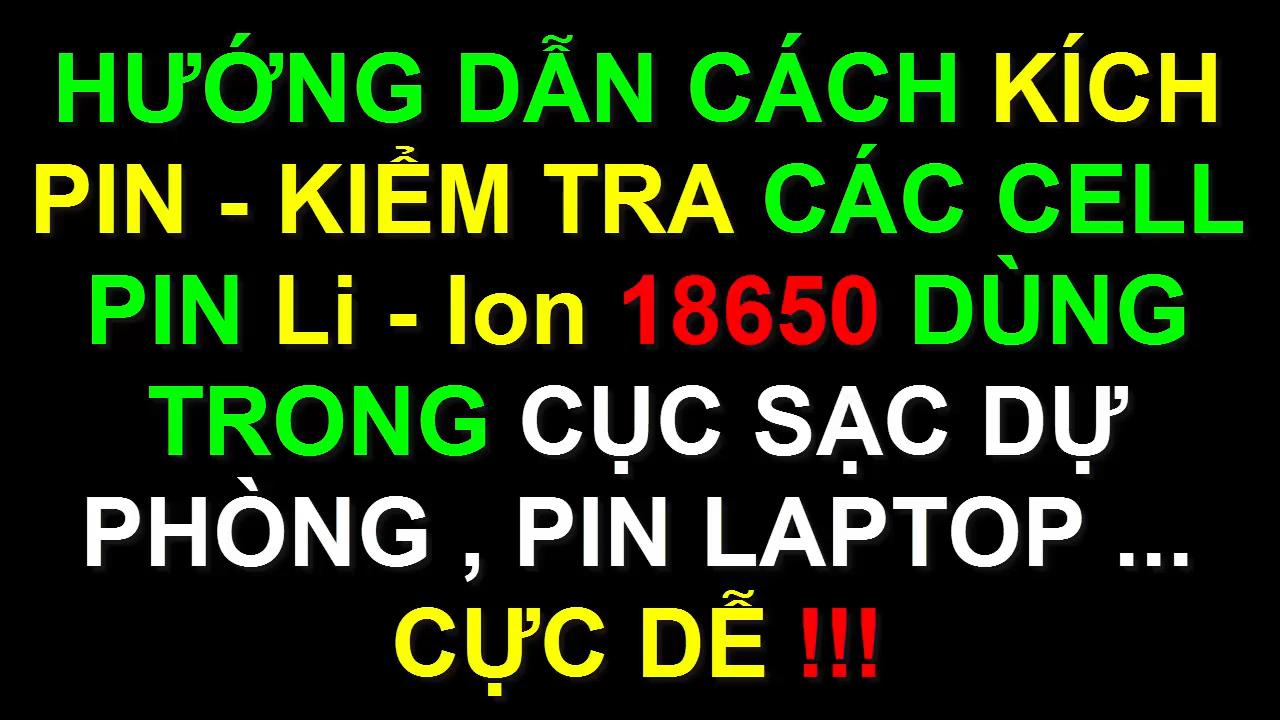 HƯỚNG DẪN CÁCH KÍCH
PIN - KIỂM TRA CÁC CELL
PIN Li - Ion 18650 DÙNG
TRONG CỤC SẠC DỰ
PHÒNG , PIN LAPTOP ...
CỰC DỄ !!!